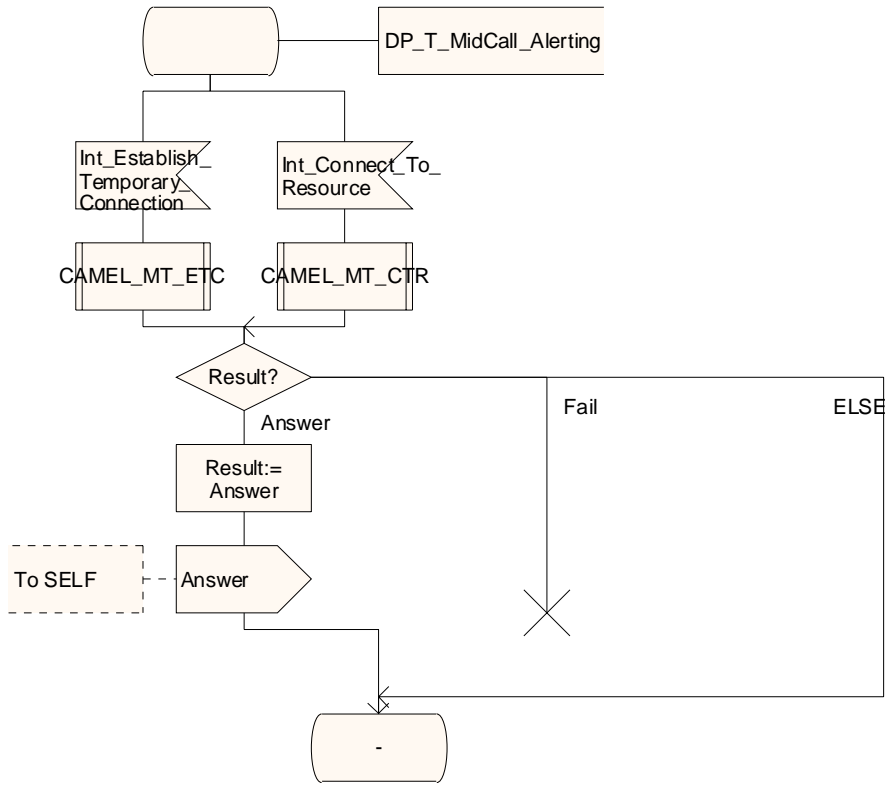 DP_T_MidCall_Alerting
Int_Establish_
Temporary_
Connection
Int_Connect_To_
Resource
CAMEL_MT_ETC
CAMEL_MT_CTR
Result?
Fail
ELSE
Answer
Result:=
Answer
To SELF
Answer
-